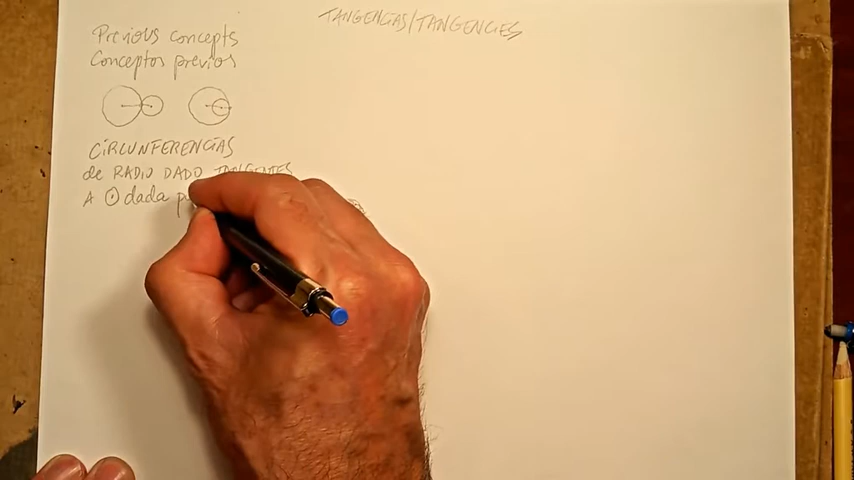 TANGENCIAS/TANGENCIES
Previous concepts
Conceptos previos
CIRCUNFERENCIAS
de RADIO DADO TANGENTES
A ⊙ dada